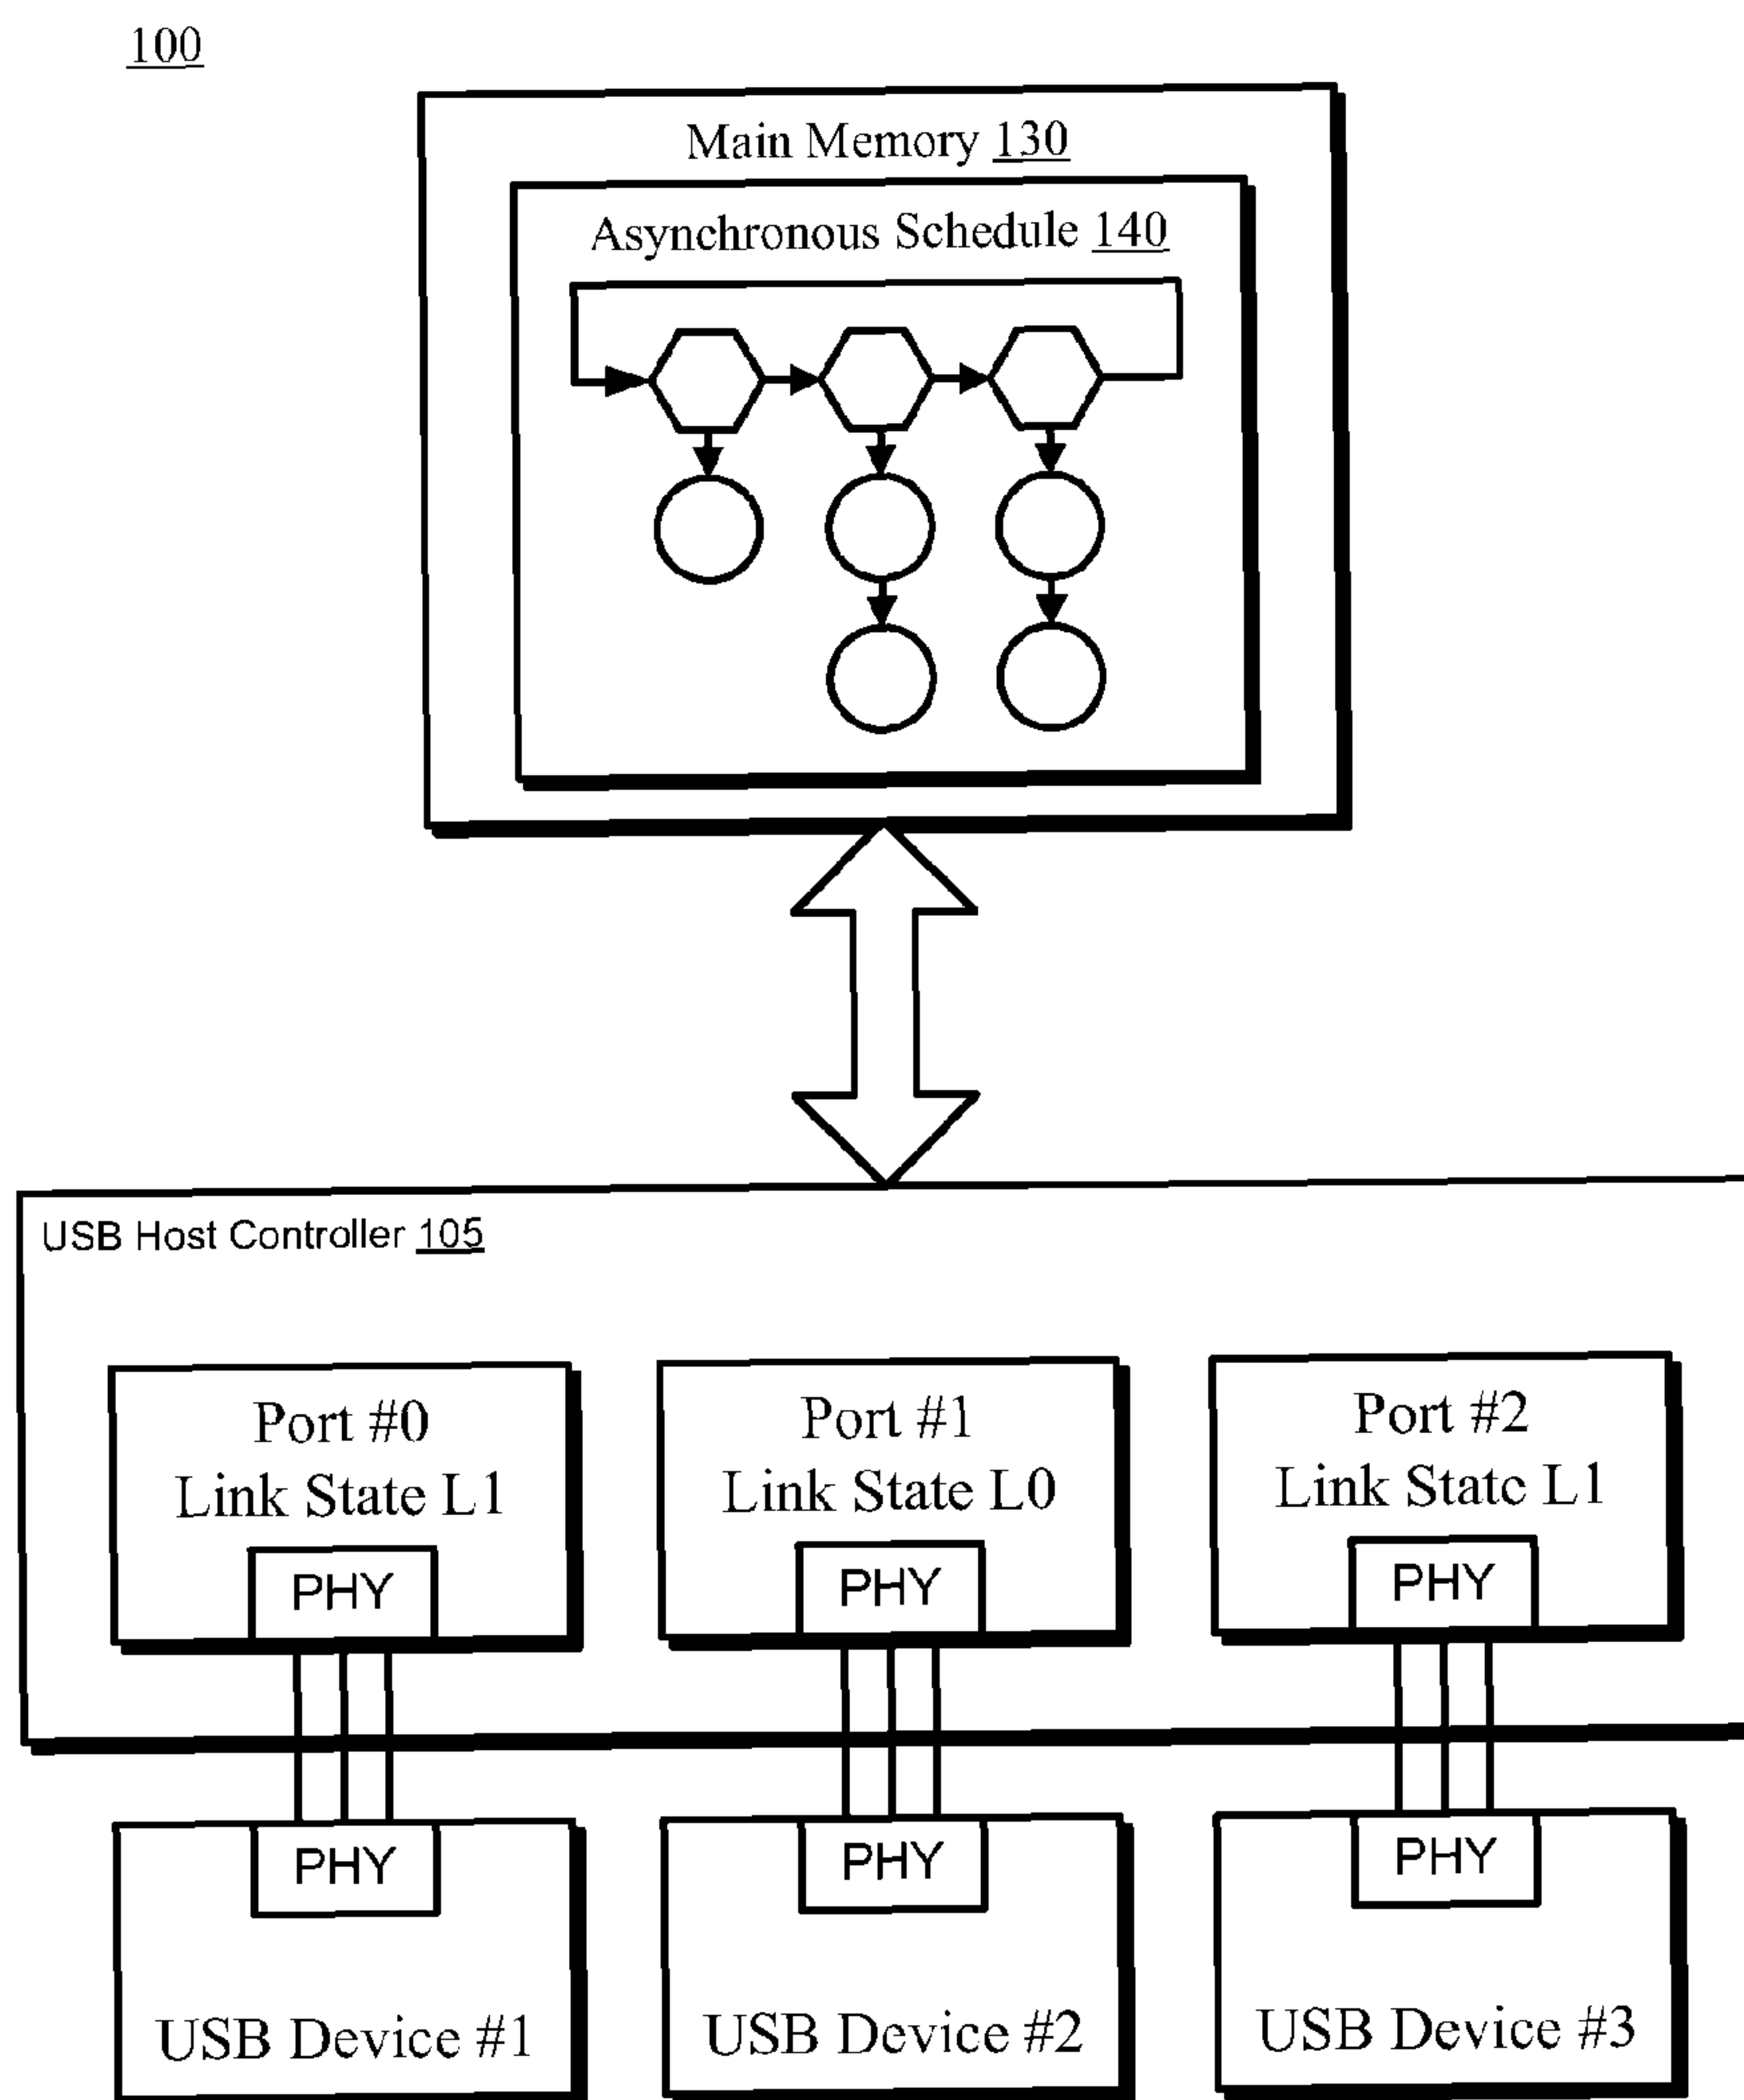 100
Main Memory 130
Asynchronous Schedule 140
USB Host Controller 105
Port #0
Link State L1
PHY
Port #1
Link State L0
PHY
Port #2
Link State L1
PHY
PHY
USB Device #1
PHY
USB Device #2
PHY
USB Device #3